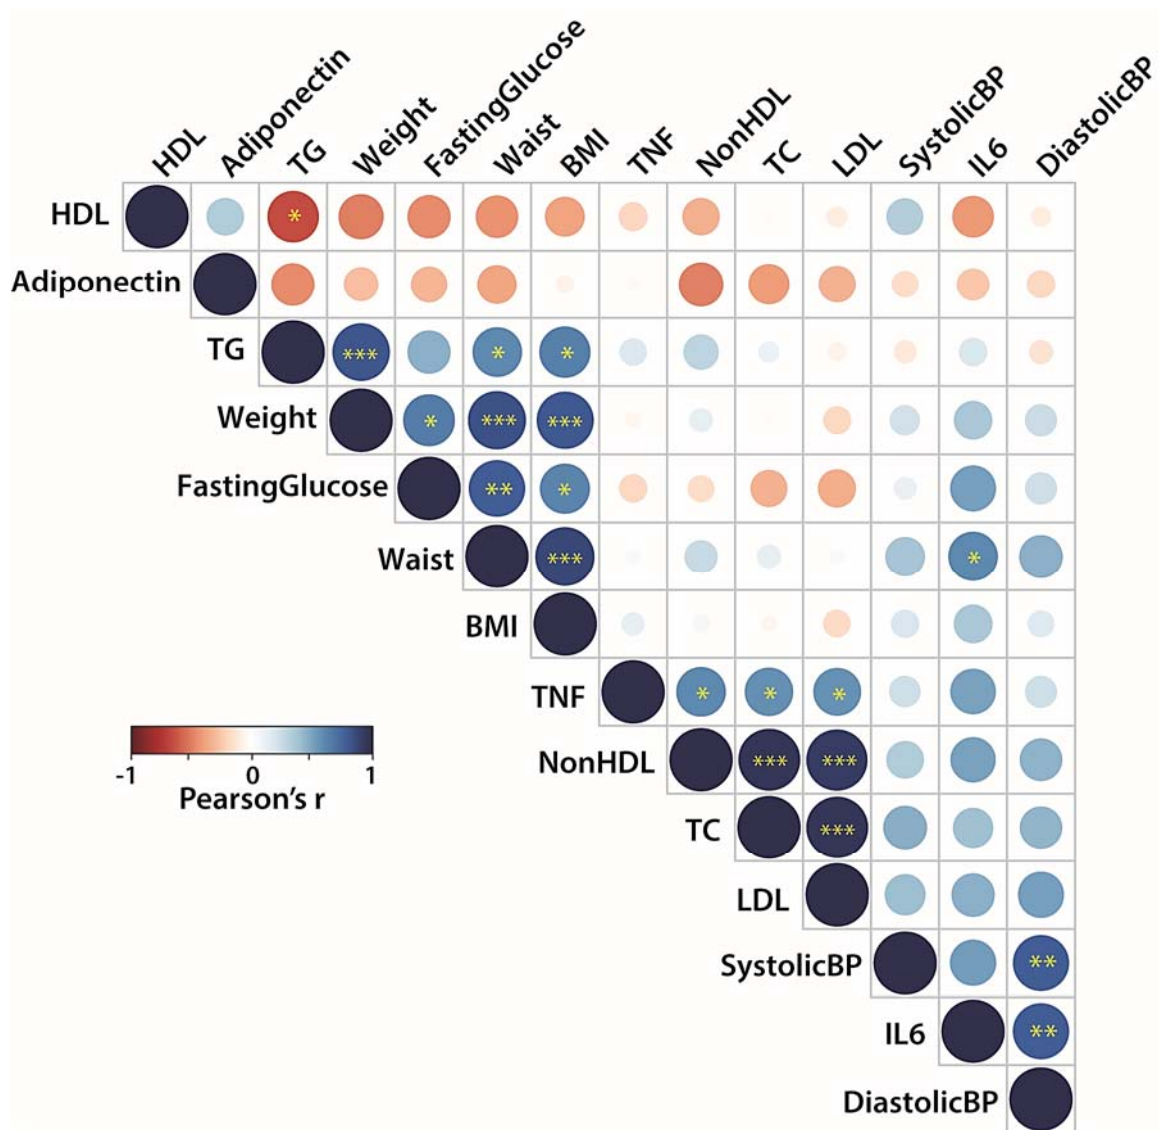 HDL Adiponectin TG Weight FastingGlucose Waist BMI TNF NonHDL TC LDL SystolicBP IL6 DiastolicBP
HDL *
Adiponectin
TG *** * *
Weight * *** ***
FastingGlucose ** *
Waist *** *
BMI
TNF * * *
NonHDL *** ***
TC ***
LDL
SystolicBP **
IL6 **
DiastolicBP
-1 0 1
Pearson's r